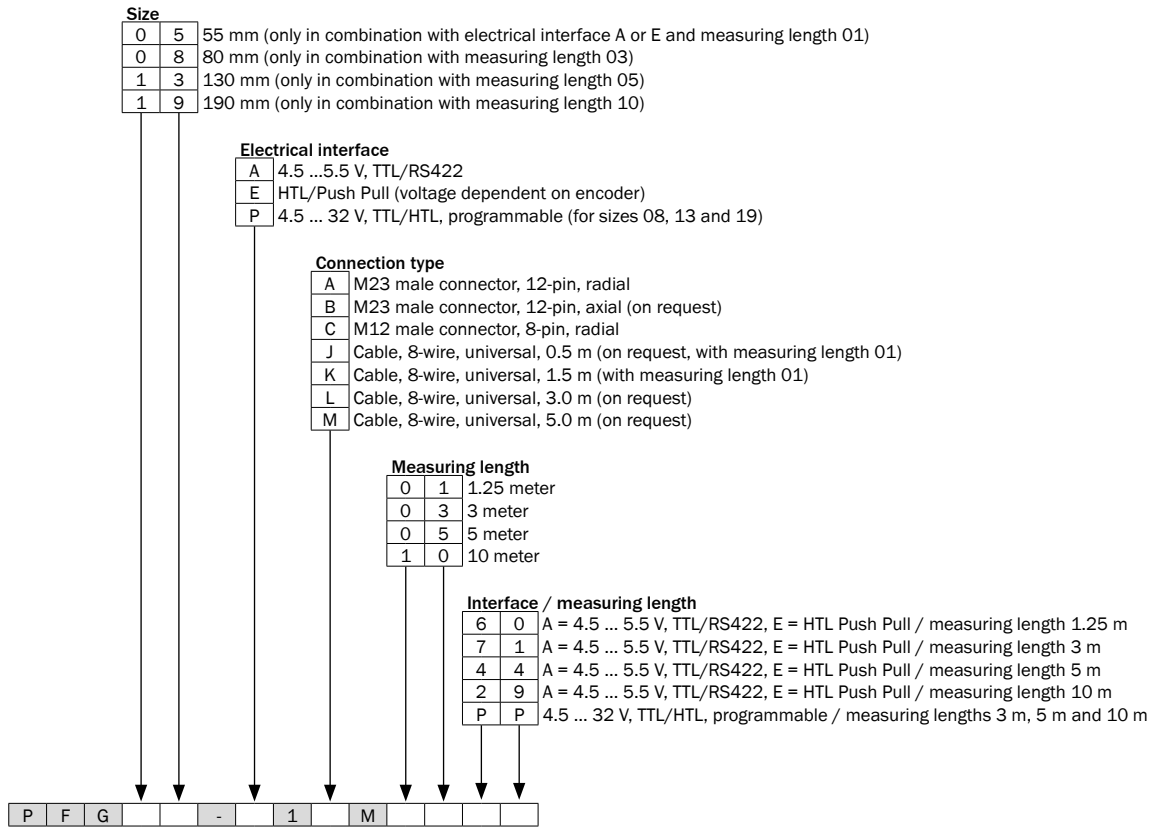 Size
0 5 55 mm (only in combination with electrical interface A or E and measuring length 01)
0 8 80 mm (only in combination with measuring length 03)
1 3 130 mm (only in combination with measuring length 05)
1 9 190 mm (only in combination with measuring length 10)
Electrical interface
A 4.5 ...5.5 V, TTL/RS422
E HTL/Push Pull (voltage dependent on encoder)
P 4.5 ... 32 V, TTL/HTL, programmable (for sizes 08, 13 and 19)
Connection type
A M23 male connector, 12-pin, radial
B M23 male connector, 12-pin, axial (on request)
C M12 male connector, 8-pin, radial
J Cable, 8-wire, universal, 0.5 m (on request, with measuring length 01)
K Cable, 8-wire, universal, 1.5 m (with measuring length 01)
L Cable, 8-wire, universal, 3.0 m (on request)
M Cable, 8-wire, universal, 5.0 m (on request)
Measuring length
0 1 1.25 meter
0 3 3 meter
0 5 5 meter
1 0 10 meter
Interface / measuring length
6 0 A = 4.5 ... 5.5 V, TTL/RS422, E = HTL Push Pull / measuring length 1.25 m
7 1 A = 4.5 ... 5.5 V, TTL/RS422, E = HTL Push Pull / measuring length 3 m
4 4 A = 4.5 ... 5.5 V, TTL/RS422, E = HTL Push Pull / measuring length 5 m
2 9 A = 4.5 ... 5.5 V, TTL/RS422, E = HTL Push Pull / measuring length 10 m
P P 4.5 ... 32 V, TTL/HTL, programmable / measuring lengths 3 m, 5 m and 10 m
P F G - 1 M